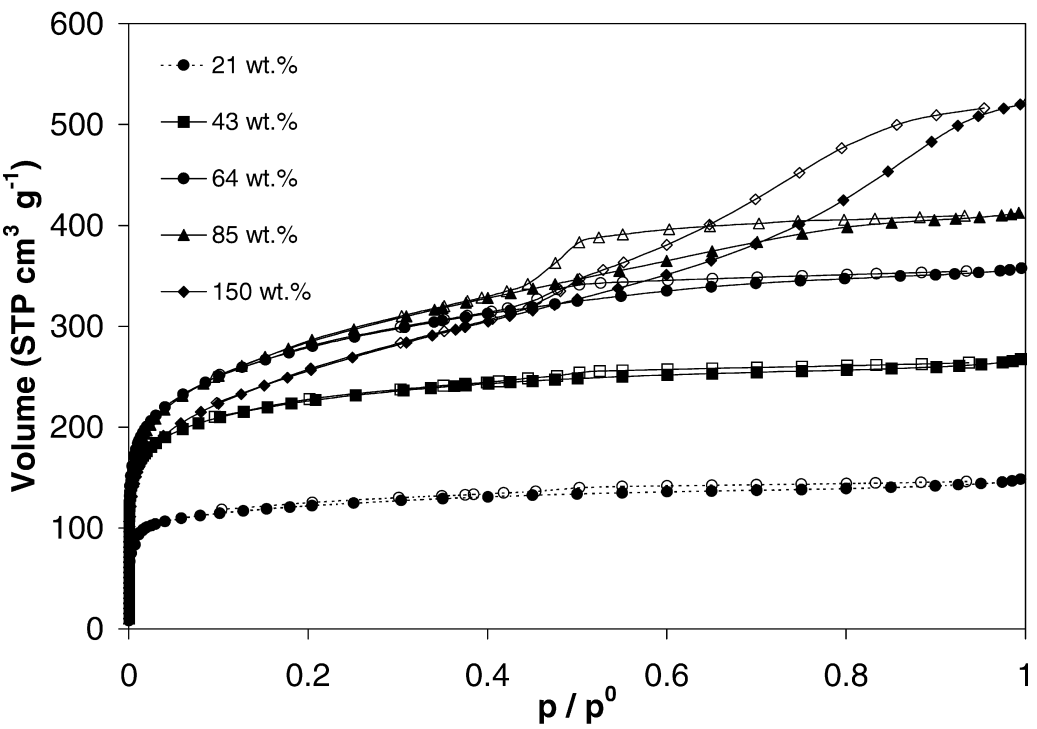 600
500
400
300
200
100
0
Volume (STP cm³ g⁻¹)
21 wt.%
43 wt.%
64 wt.%
85 wt.%
150 wt.%
0 0.2 0.4 0.6 0.8 1
p / p⁰